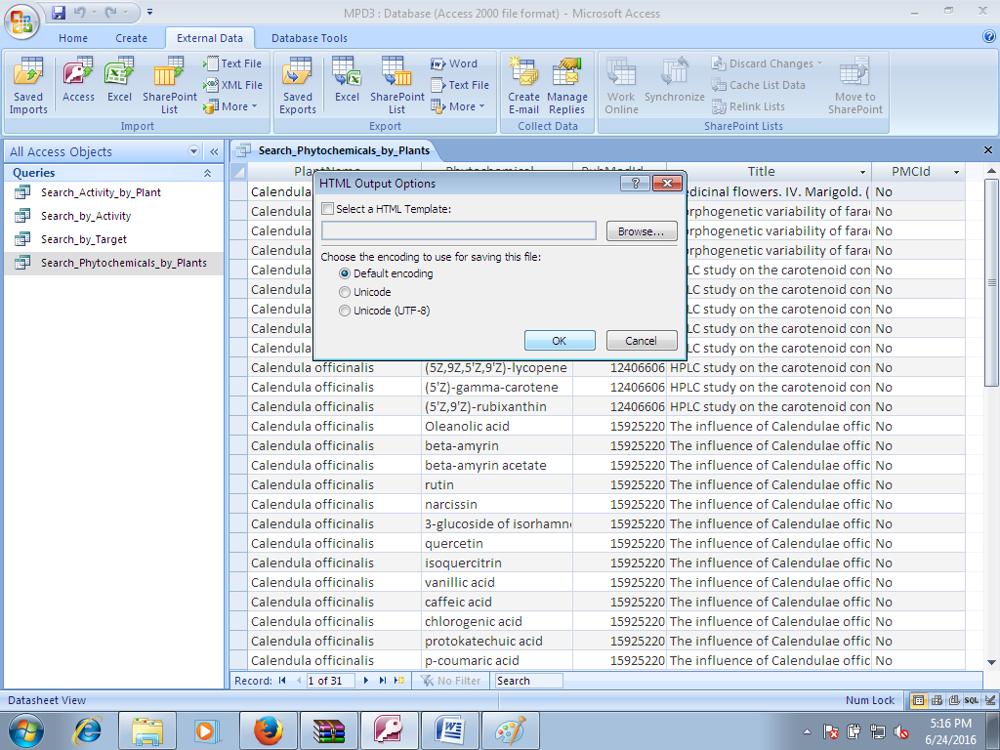 MPD3 : Database (Access 2000 file format) - Microsoft Access
Home Create External Data Database Tools
Saved Imports
Access
Excel
SharePoint List
Text File
XML File
More
Import
Saved Exports
Excel
SharePoint List
Word
Text File
More
Export
Create E-mail
Manage Replies
Collect Data
Work Online
Synchronize
Discard Changes
Cache List Data
Relink Lists
Move to SharePoint
SharePoint Lists
All Access Objects
Queries
Search_Activity_by_Plant
Search_by_Activity
Search_by_Target
Search_Phytochemicals_by_Plants
Search_Phytochemicals_by_Plants
Title PMCId
HTML Output Options
Select a HTML Template:
Browse...
Choose the encoding to use for saving this file:
Default encoding
Unicode
Unicode (UTF-8)
OK Cancel
Calendula edicinal flowers. IV. Marigold. ( No
Calendula rphogenetic variability of fara No
Calendula rphogenetic variability of fara No
Calendula rphogenetic variability of fara No
Calendula LC study on the carotenoid con No
Calendula LC study on the carotenoid con No
Calendula LC study on the carotenoid con No
Calendula LC study on the carotenoid con No
Calendula LC study on the carotenoid con No
Calendula officinalis (5Z,9Z,5'Z,9'Z)-lycopene 12406606 HPLC study on the carotenoid con No
Calendula officinalis (5'Z)-gamma-carotene 12406606 HPLC study on the carotenoid con No
Calendula officinalis (5'Z,9'Z)-rubixanthin 12406606 HPLC study on the carotenoid con No
Calendula officinalis Oleanolic acid 15925220 The influence of Calendulae offic No
Calendula officinalis beta-amyrin 15925220 The influence of Calendulae offic No
Calendula officinalis beta-amyrin acetate 15925220 The influence of Calendulae offic No
Calendula officinalis rutin 15925220 The influence of Calendulae offic No
Calendula officinalis narcissin 15925220 The influence of Calendulae offic No
Calendula officinalis 3-glucoside of isorhamn 15925220 The influence of Calendulae offic No
Calendula officinalis quercetin 15925220 The influence of Calendulae offic No
Calendula officinalis isoquercitrin 15925220 The influence of Calendulae offic No
Calendula officinalis vanillic acid 15925220 The influence of Calendulae offic No
Calendula officinalis caffeic acid 15925220 The influence of Calendulae offic No
Calendula officinalis chlorogenic acid 15925220 The influence of Calendulae offic No
Calendula officinalis protokatechuic acid 15925220 The influence of Calendulae offic No
Calendula officinalis p-coumaric acid 15925220 The influence of Calendulae offic No
Record: 1 of 31 No Filter Search
Datasheet View Num Lock SQL
5:16 PM
6/24/2016